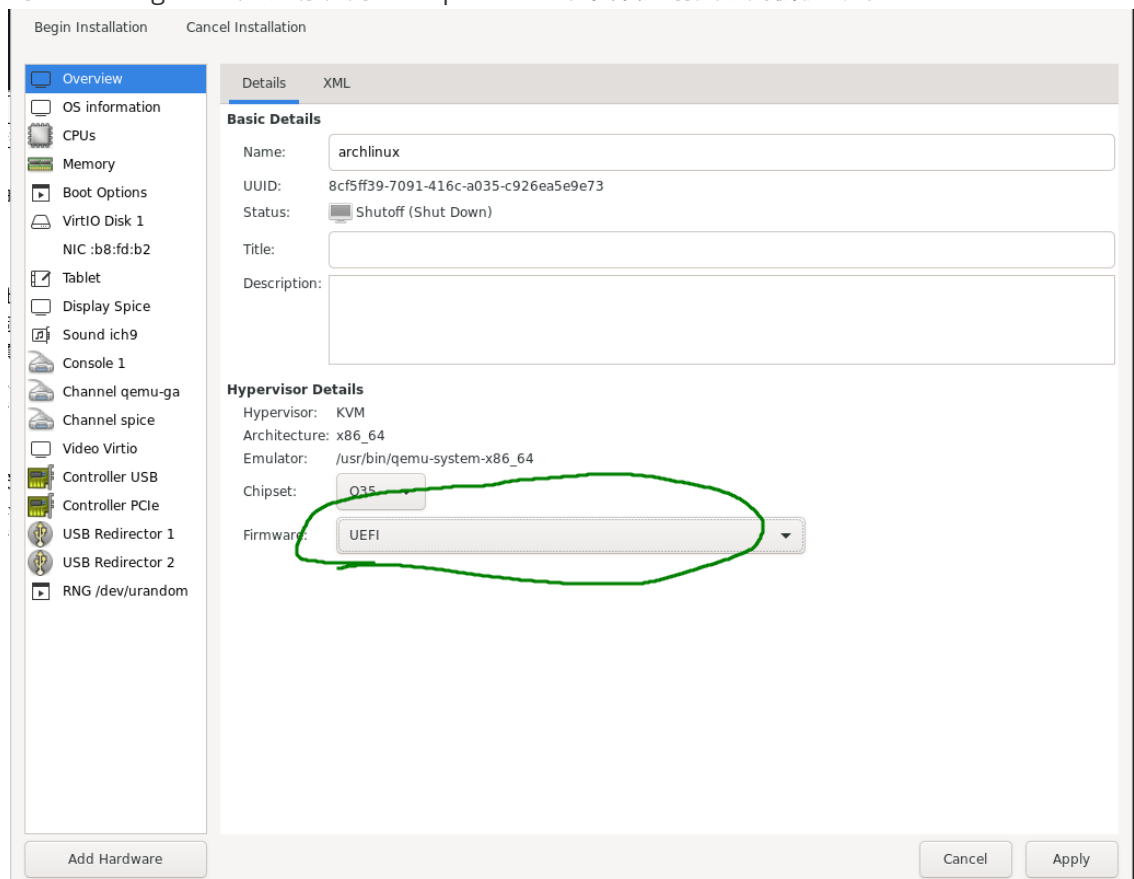 Begin Installation Cancel Installation
Overview
OS information
CPUs
Memory
Boot Options
VirtIO Disk 1
NIC :b8:fd:b2
Tablet
Display Spice
Sound ich9
Console 1
Channel qemu-ga
Channel spice
Video Virtio
Controller USB
Controller PCIe
USB Redirector 1
USB Redirector 2
RNG /dev/urandom
Add Hardware
Details XML
Basic Details
Name: archlinux
UUID: 8cf5ff39-7091-416c-a035-c926ea5e9e73
Status: Shutoff (Shut Down)
Title:
Description:
Hypervisor Details
Hypervisor: KVM
Architecture: x86_64
Emulator: /usr/bin/qemu-system-x86_64
Chipset: Q35
Firmware: UEFI
Cancel Apply